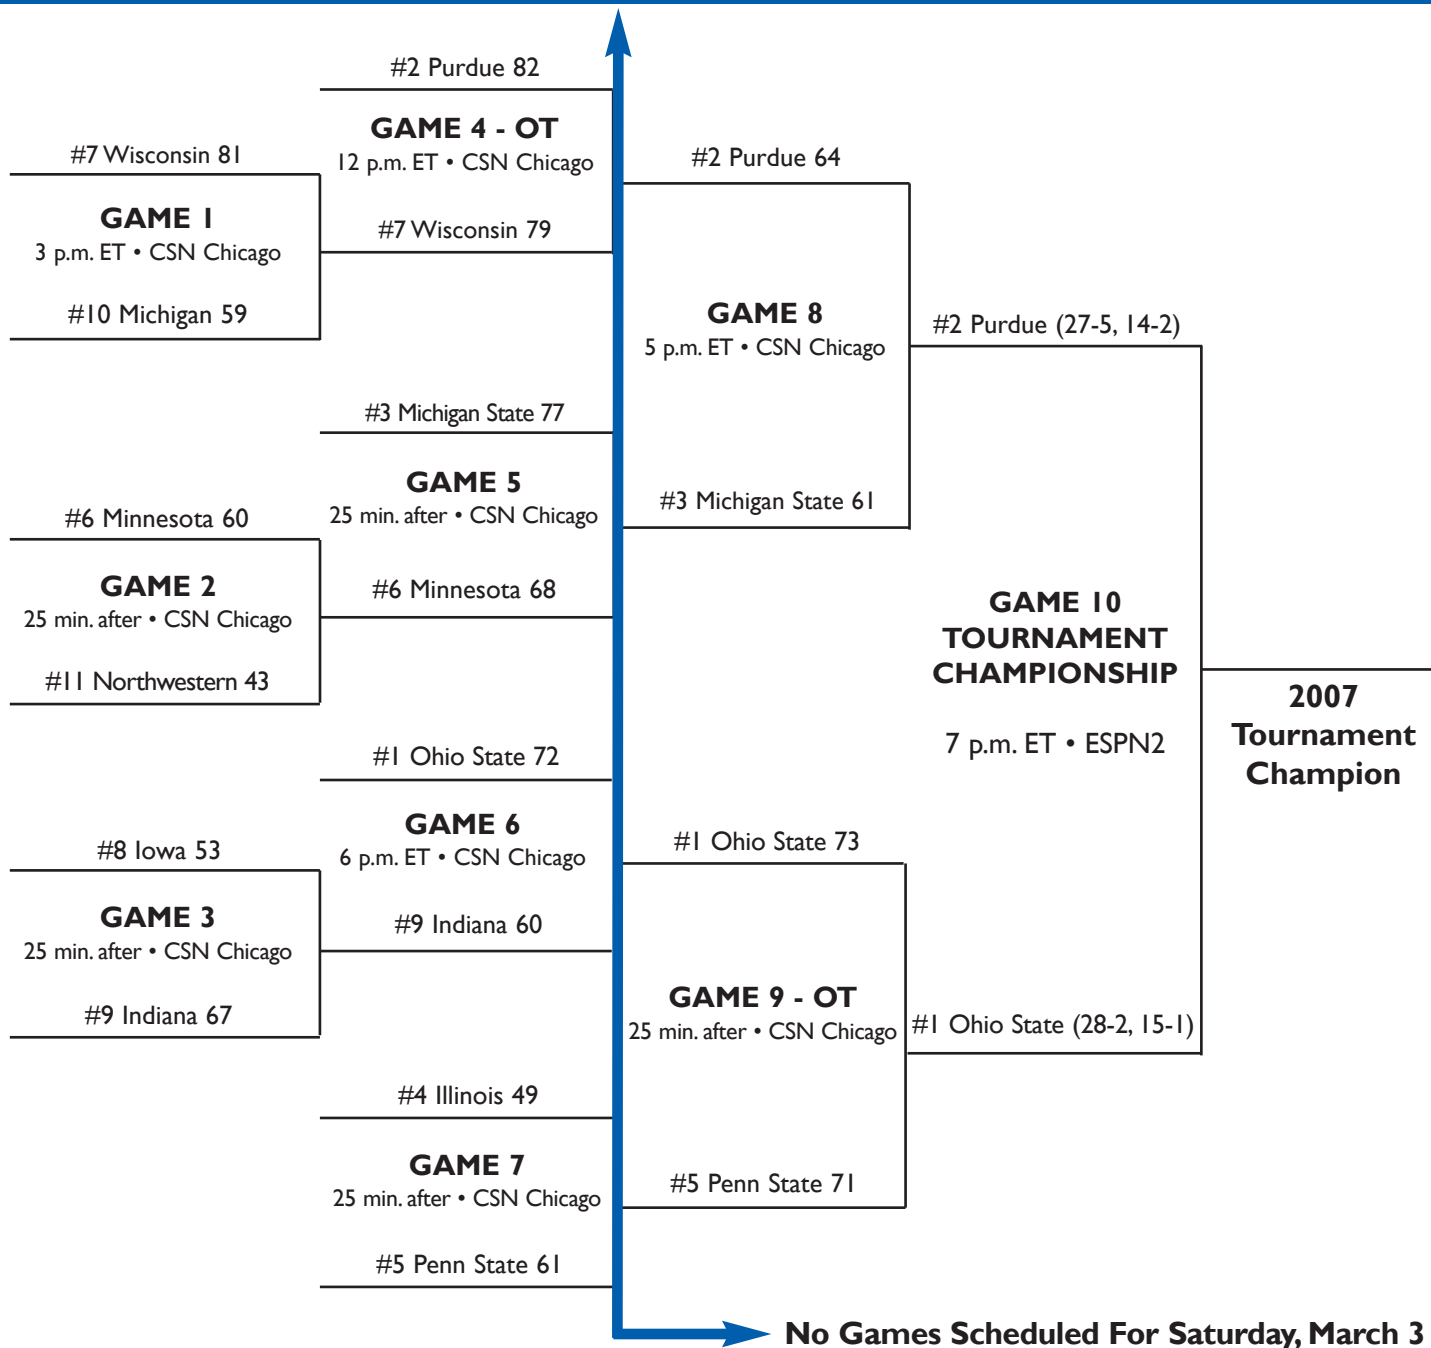 #2 Purdue 82
GAME 4 - OT
12 p.m. ET • CSN Chicago
#7 Wisconsin 79
#7 Wisconsin 81
GAME 1
3 p.m. ET • CSN Chicago
#10 Michigan 59
#3 Michigan State 77
GAME 5
25 min. after • CSN Chicago
#6 Minnesota 68
#6 Minnesota 60
GAME 2
25 min. after • CSN Chicago
#11 Northwestern 43
#1 Ohio State 72
GAME 6
6 p.m. ET • CSN Chicago
#9 Indiana 60
#8 Iowa 53
GAME 3
25 min. after • CSN Chicago
#9 Indiana 67
#4 Illinois 49
GAME 7
25 min. after • CSN Chicago
#5 Penn State 61
#2 Purdue 64
GAME 8
5 p.m. ET • CSN Chicago
#3 Michigan State 61
#1 Ohio State 73
GAME 9 - OT
25 min. after • CSN Chicago
#5 Penn State 71
#2 Purdue (27-5, 14-2)
GAME 10
TOURNAMENT
CHAMPIONSHIP
7 p.m. ET • ESPN2
#1 Ohio State (28-2, 15-1)
2007
Tournament
Champion
No Games Scheduled For Saturday, March 3